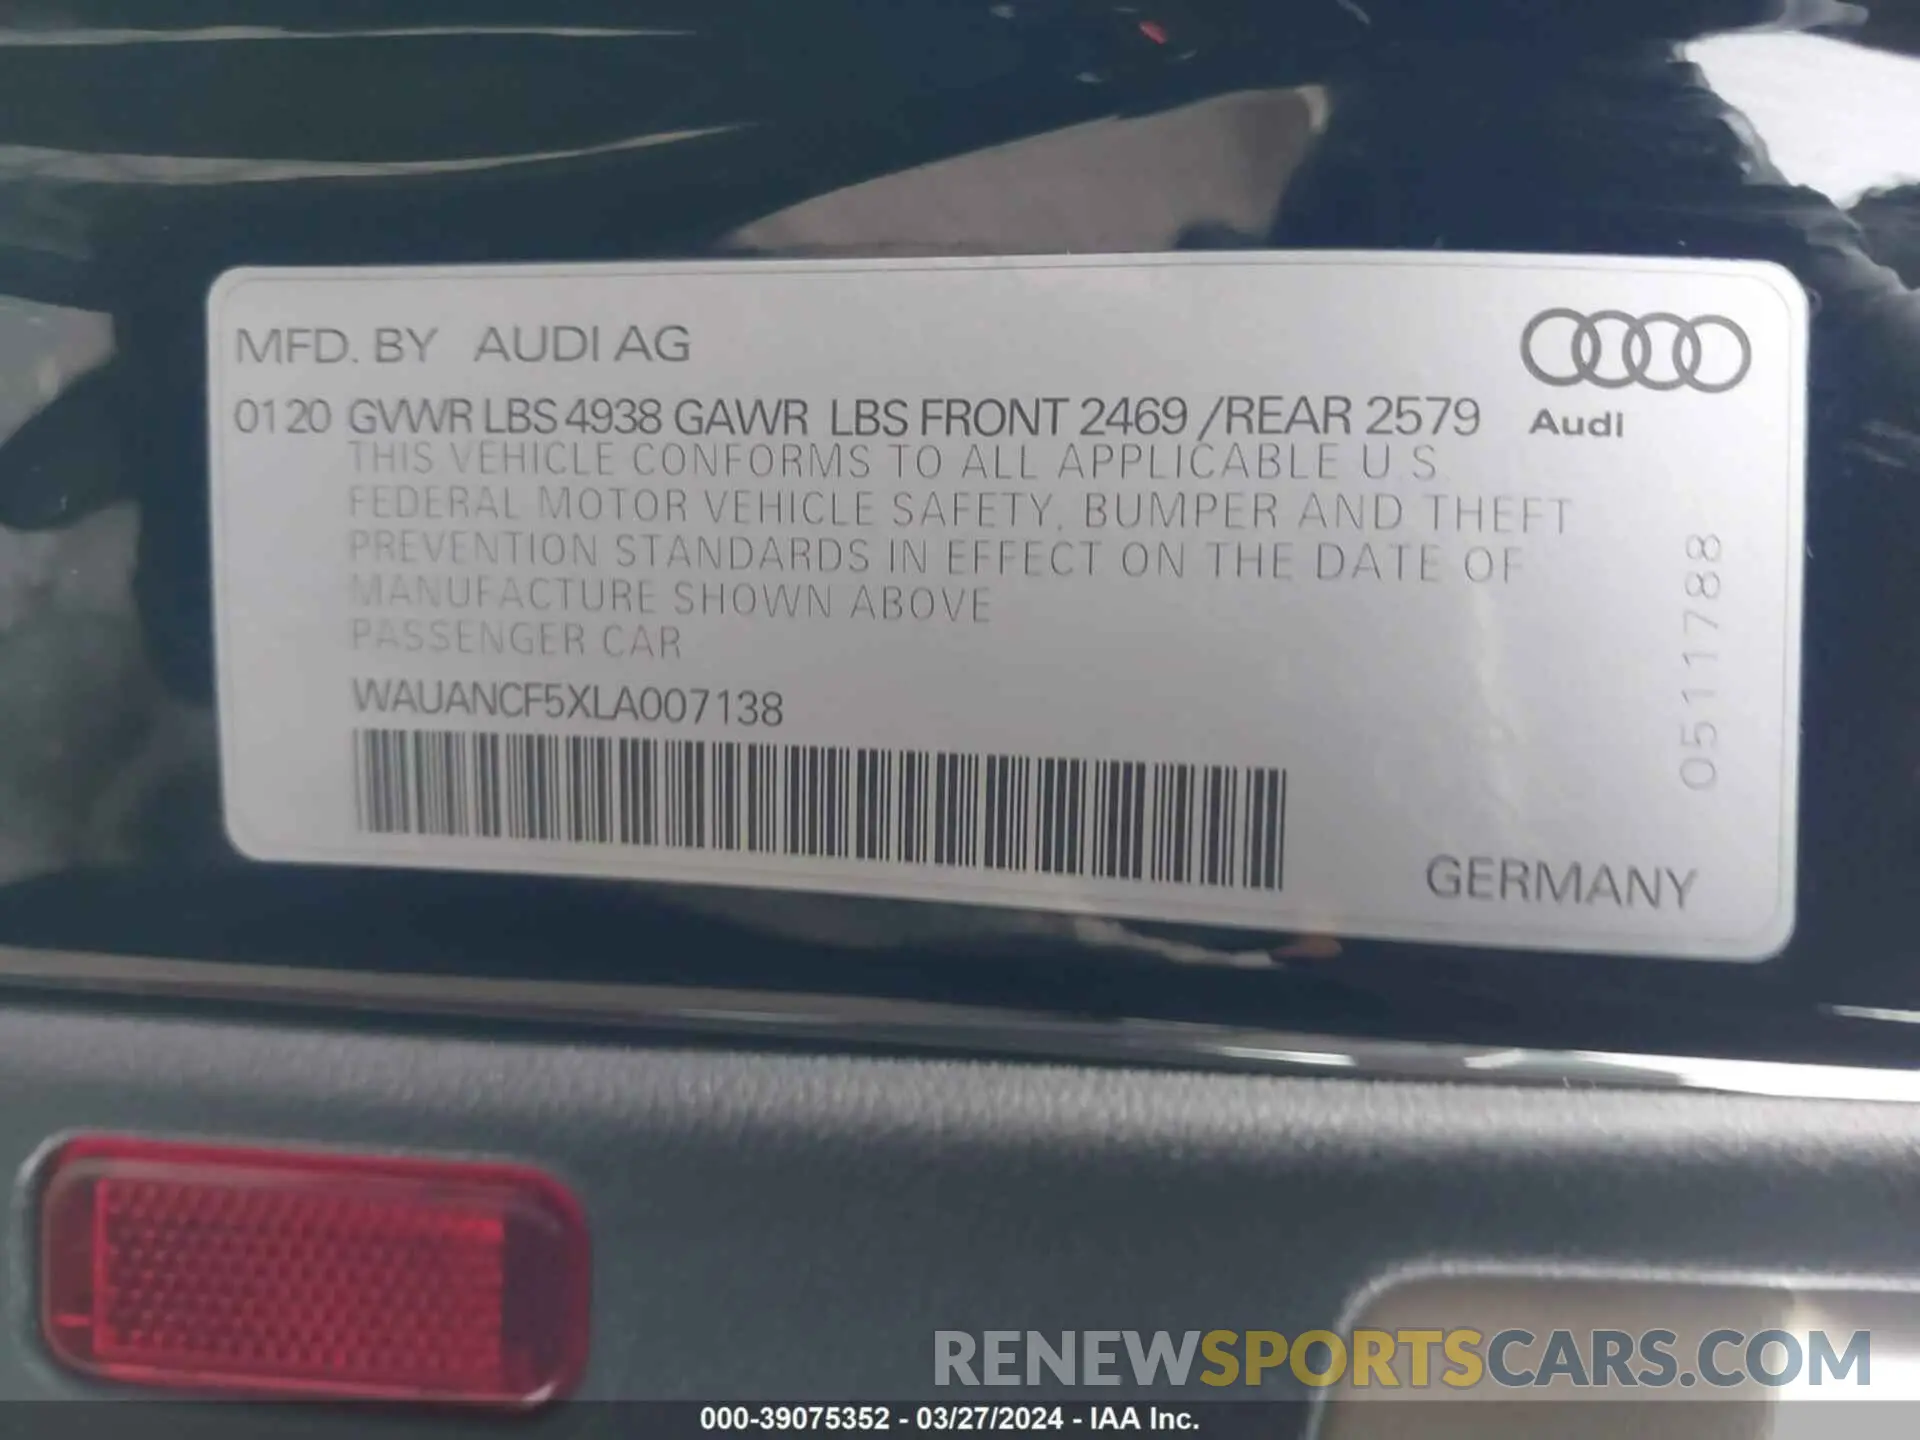 MFD. BY AUDI AG
0120 GVWR LBS 4938 GAWR LBS FRONT 2469 /REAR 2579
Audi
THIS VEHICLE CONFORMS TO ALL APPLICABLE U S
FEDERAL MOTOR VEHICLE SAFETY, BUMPER AND THEFT
PREVENTION STANDARDS IN EFFECT ON THE DATE OF
MANUFACTURE SHOWN ABOVE
PASSENGER CAR
WAUANCF5XLA007138
05111788
GERMANY
RENEWSPORTSCARS.COM
000-39075352 - 03/27/2024 - IAA Inc.